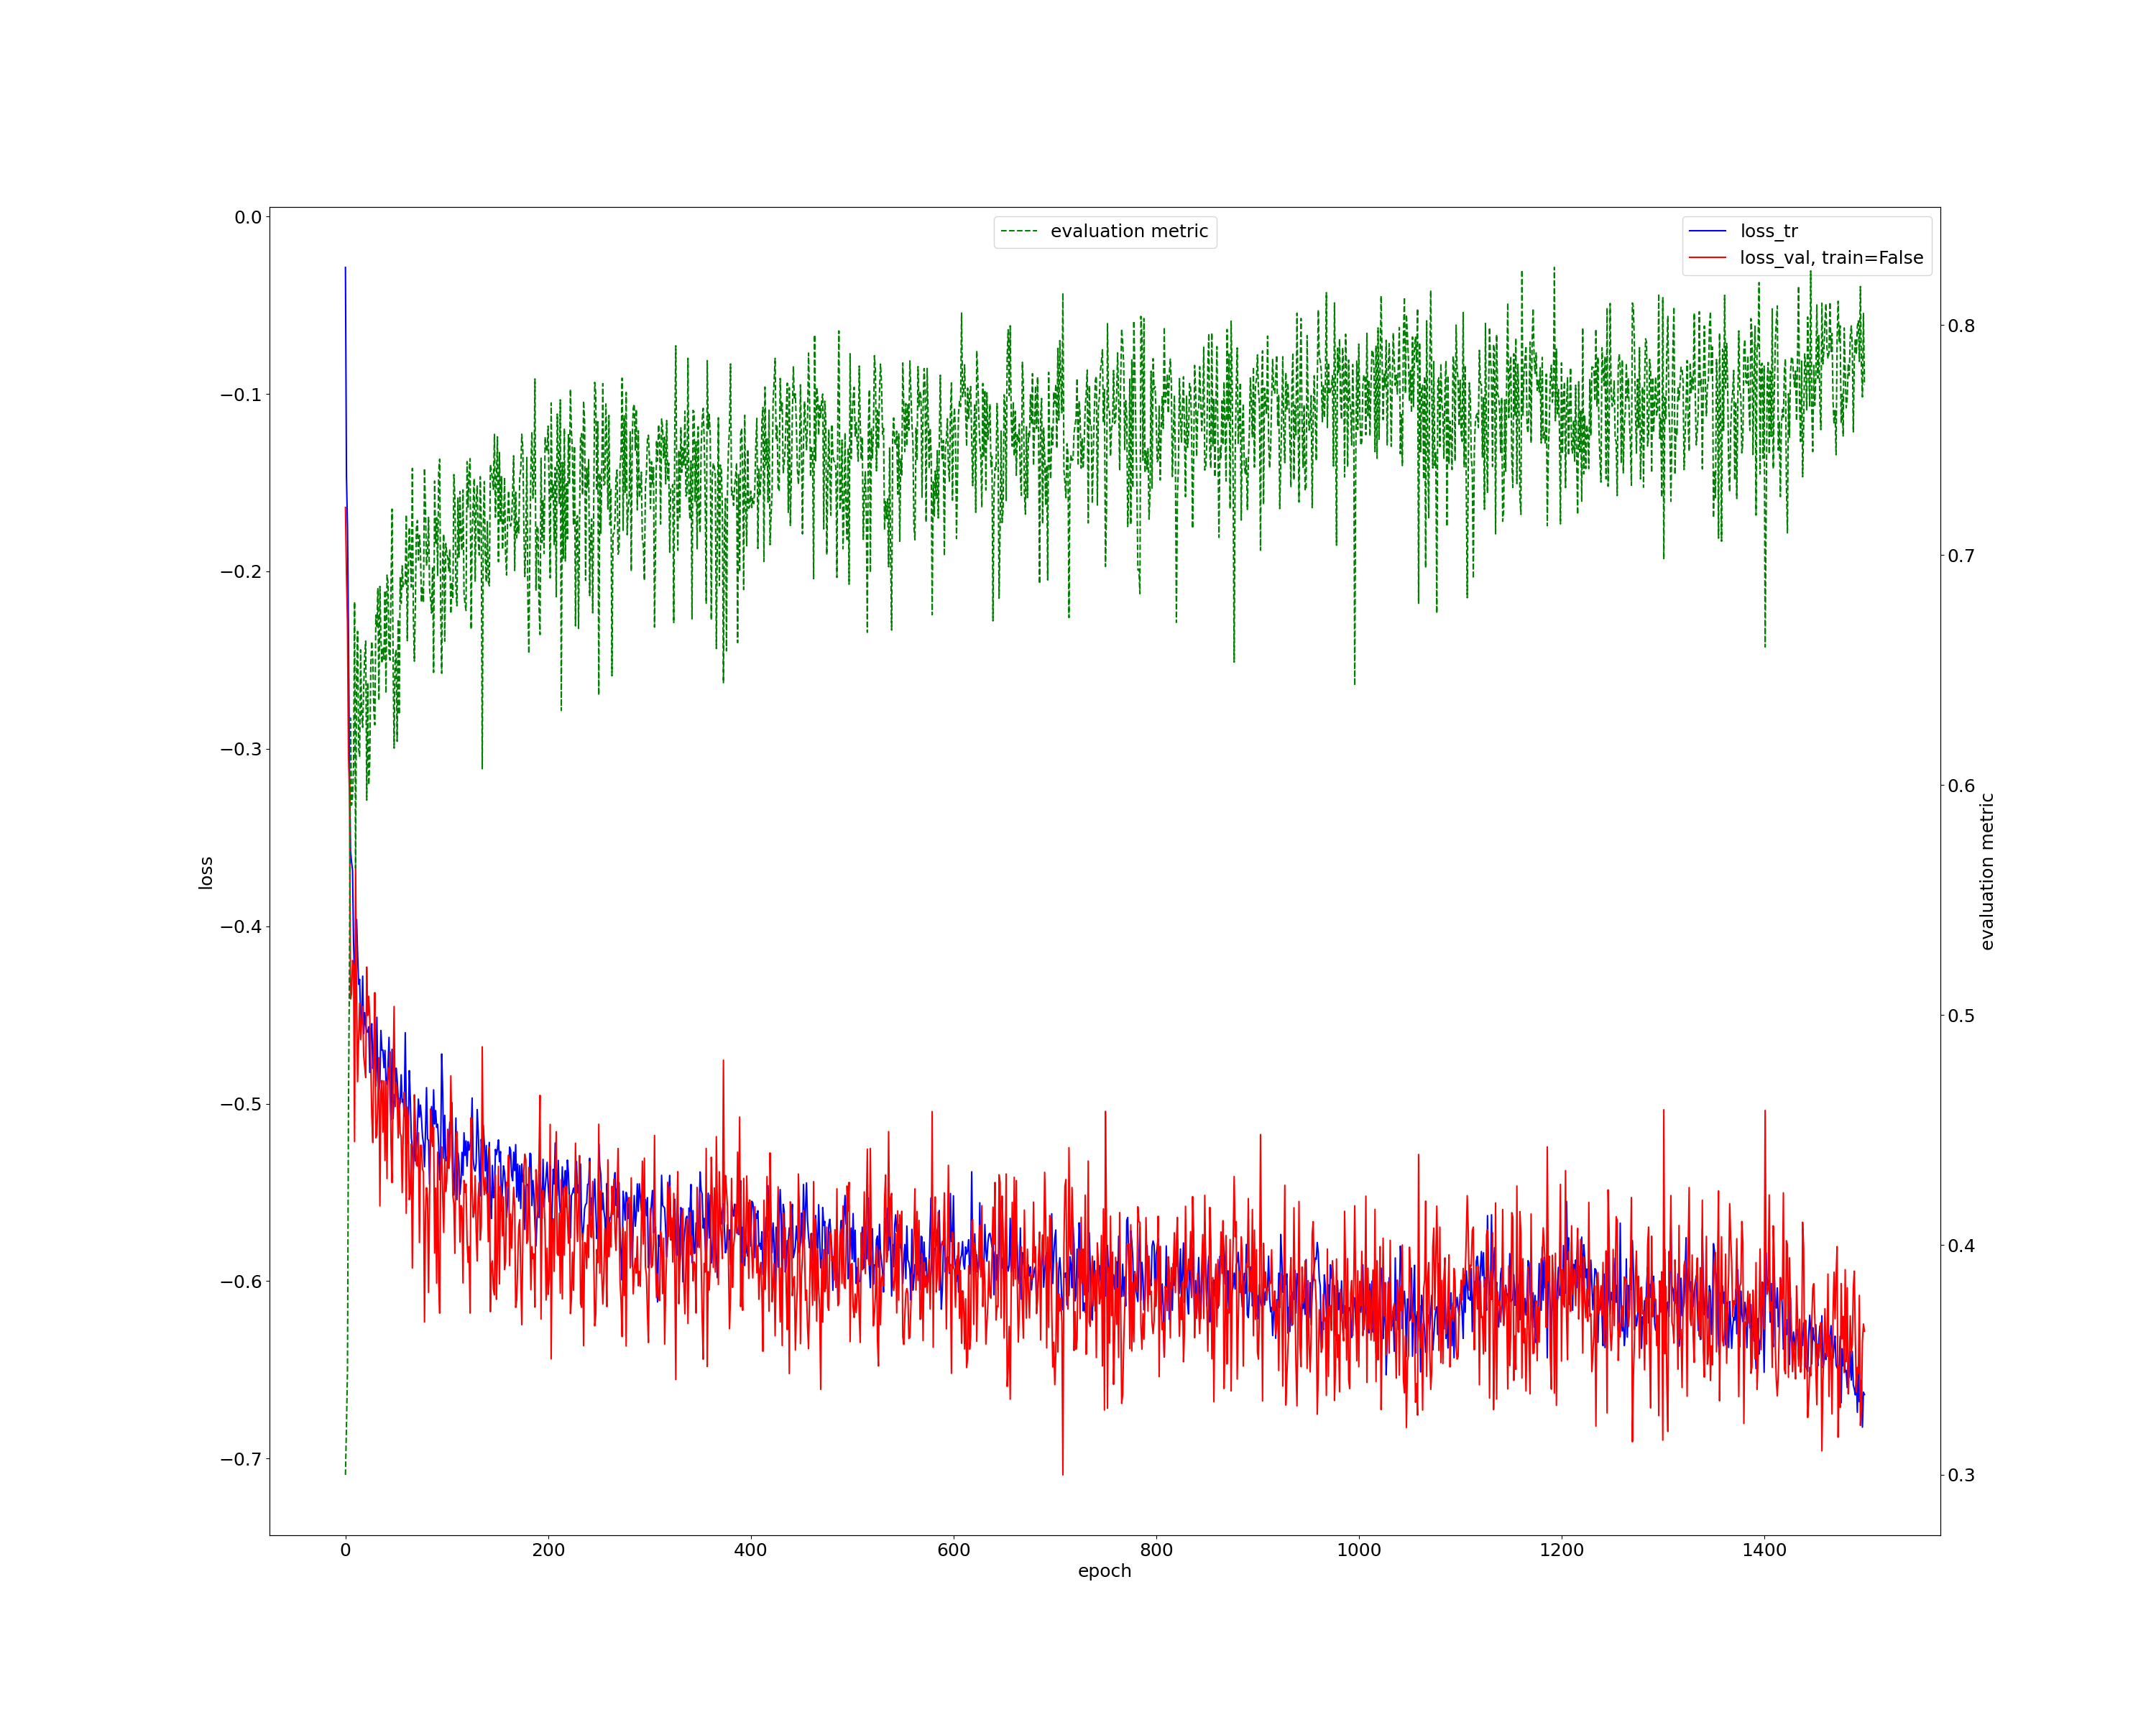 evaluation metric
loss_tr
loss_val, train=False
0.0
−0.1
−0.2
−0.3
−0.4
−0.5
−0.6
−0.7
loss
0.8
0.7
0.6
0.5
0.4
0.3
evaluation metric
0 200 400 600 800 1000 1200 1400
epoch